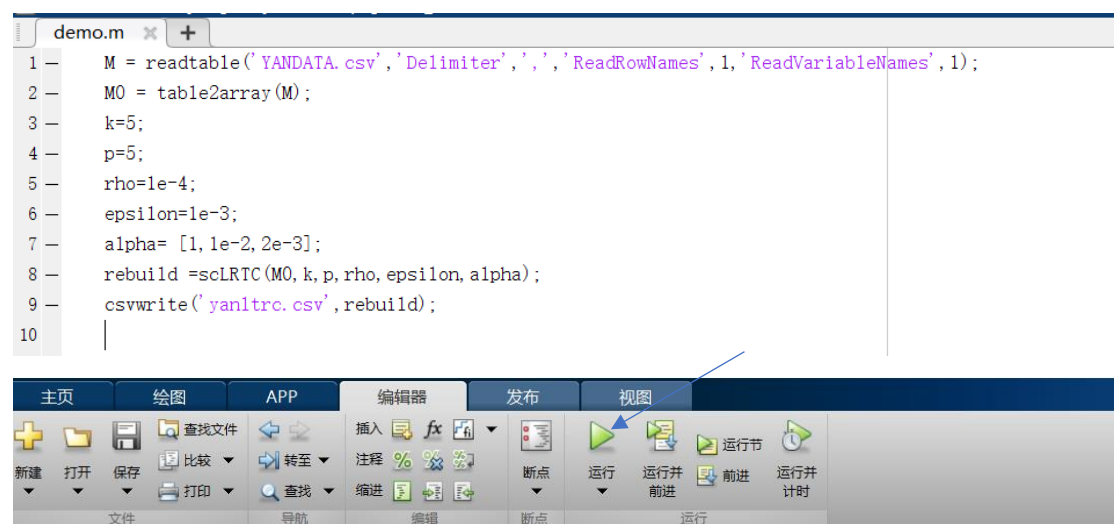 demo.m
1 M = readtable('YANDATA.csv','Delimiter',',','ReadRowNames',1,'ReadVariableNames',1);
2 M0 = table2array(M);
3 k=5;
4 p=5;
5 rho=1e-4;
6 epsilon=1e-3;
7 alpha= [1,1e-2,2e-3];
8 rebuild =scLRTC(M0,k,p,rho,epsilon,alpha);
9 csvwrite('yanltrc.csv',rebuild);
10
主页 绘图 APP 编辑器 发布 视图
查找文件 插入 fx
新建 打开 保存 比较 转至 注释 断点 运行 运行并前进 运行节 前进 运行并计时
打印 查找 缩进
文件 导航 编辑 断点 运行